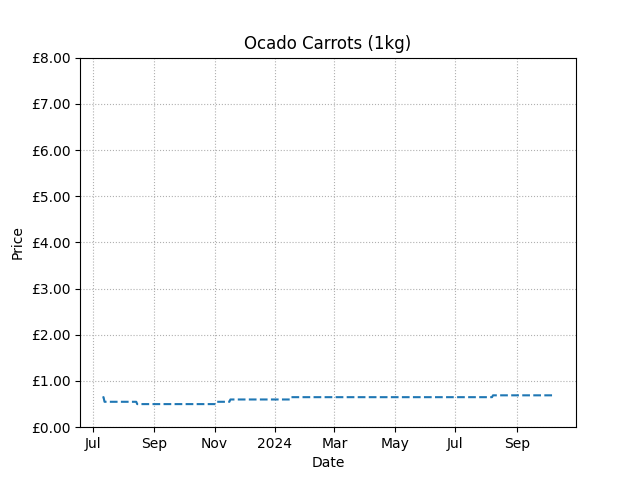 Ocado Carrots (1kg)
£8.00
£7.00
£6.00
£5.00
£4.00
£3.00
£2.00
£1.00
£0.00
Price
Jul Sep Nov 2024 Mar May Jul Sep
Date